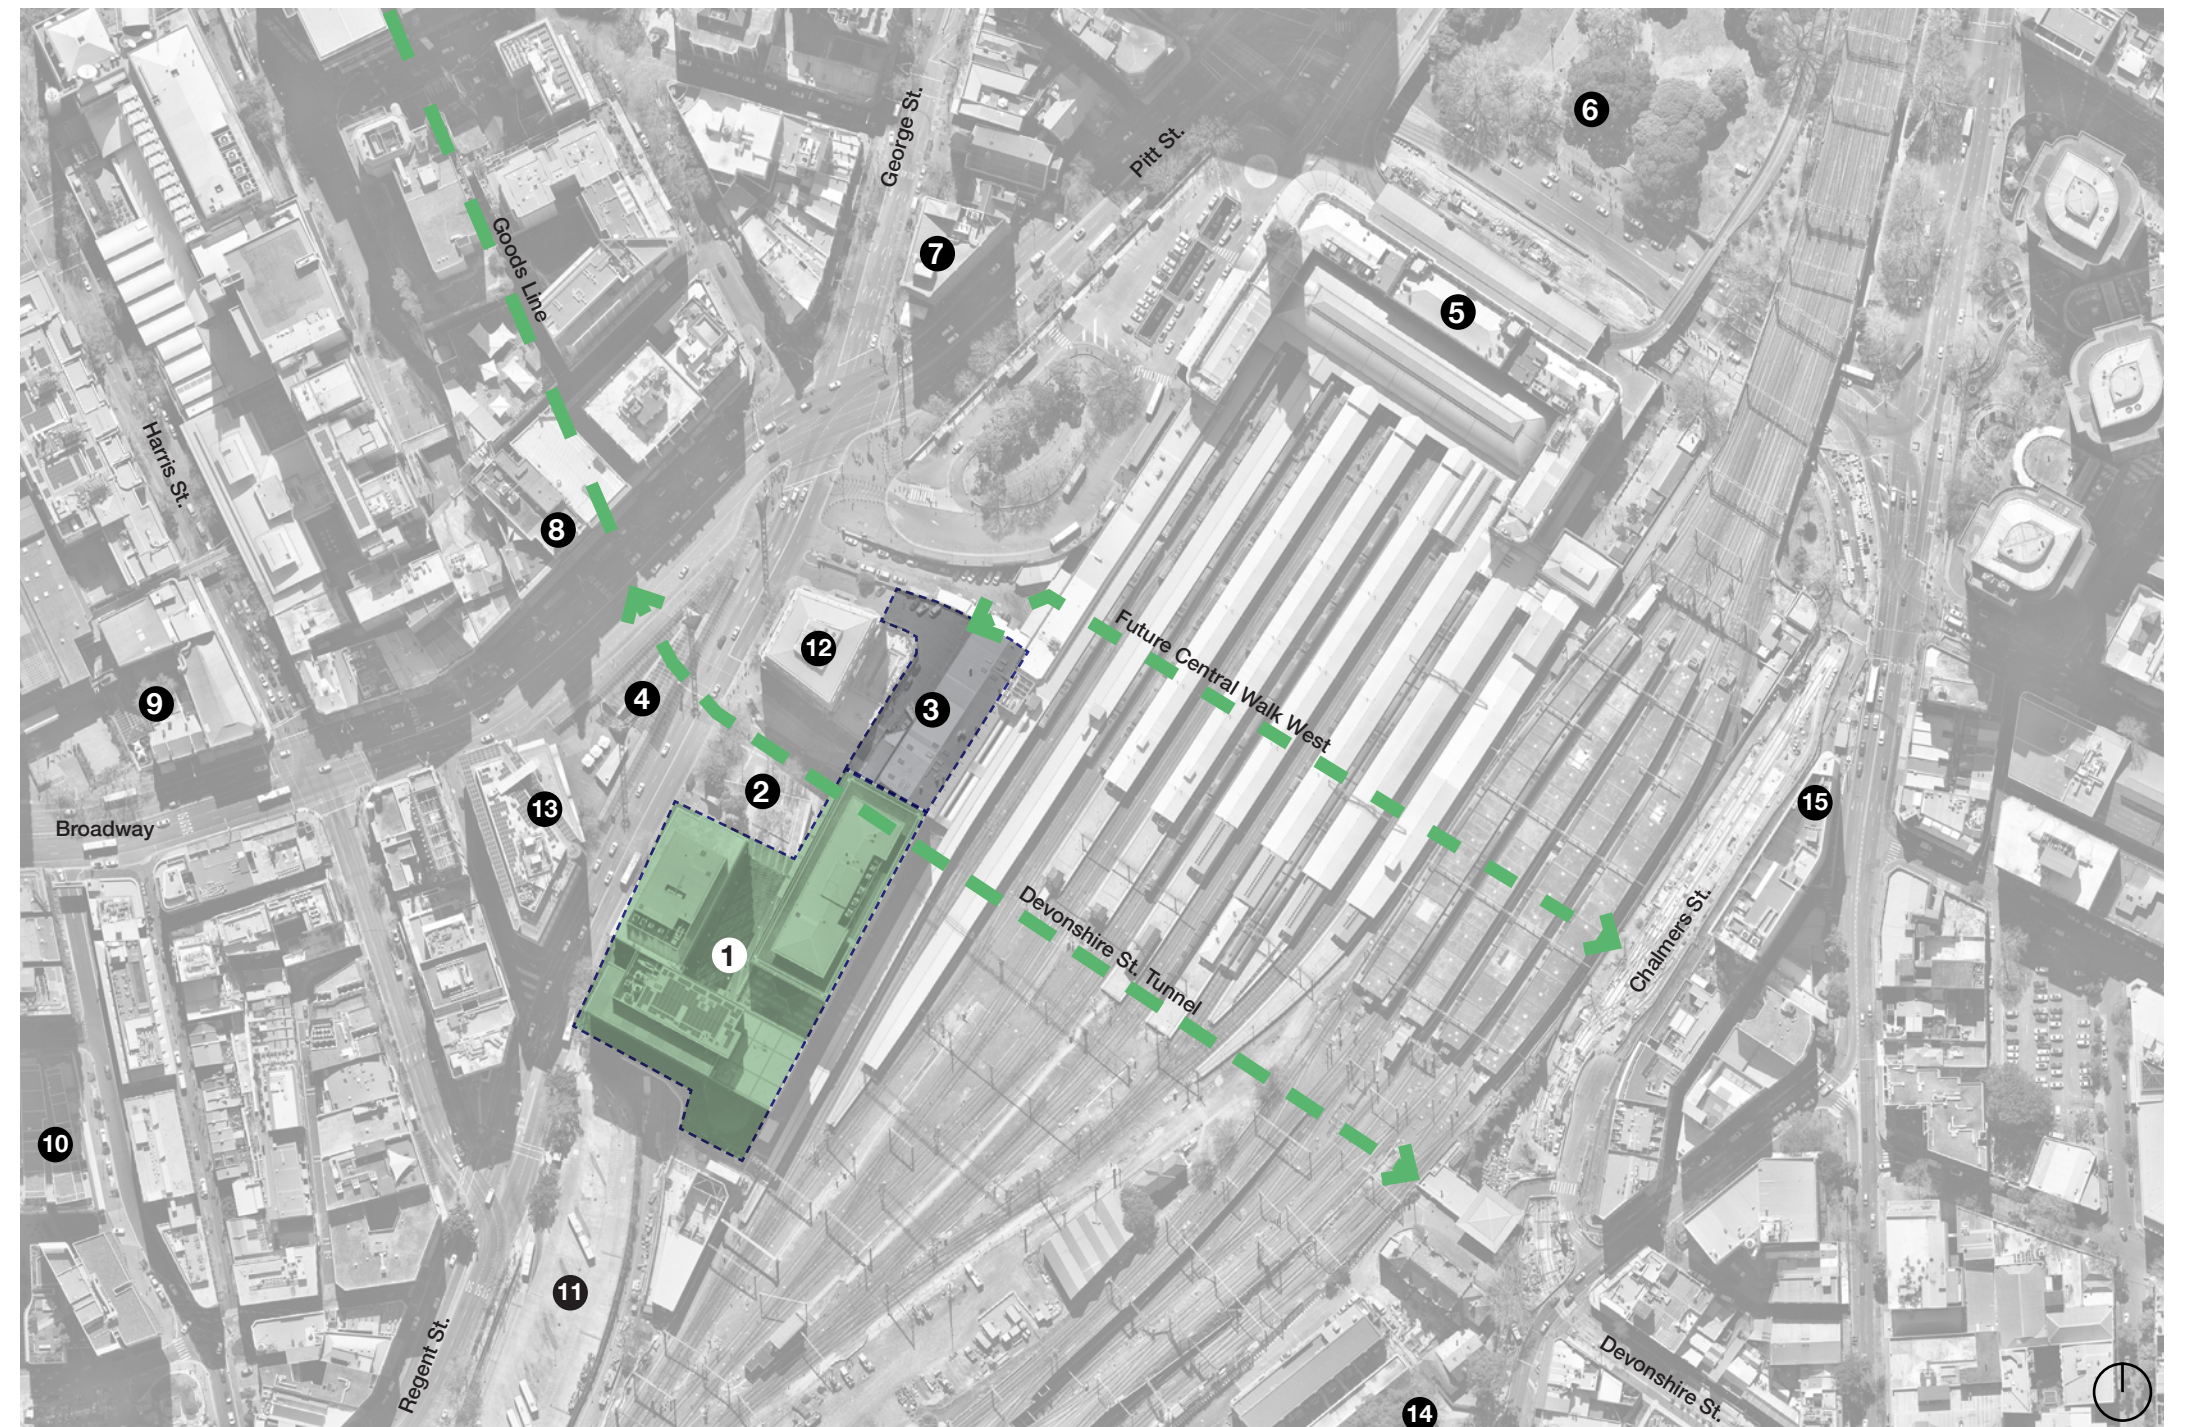 6
George St.
Pitt St.
7
Goods Line
5
Harris St.
8
12
Future Central Walk West
4
9
3
2
13
15
Broadway
1
Devonshire St. Tunnel
Chalmers St.
10
11
Regent St.
Devonshire St.
14